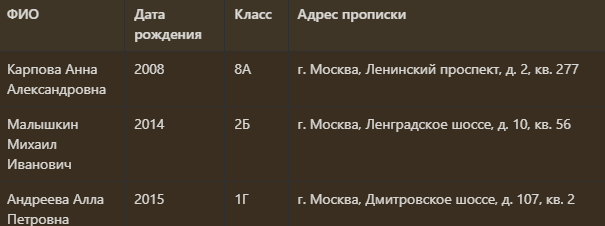 ФИО Дата рождения Класс Адрес прописки
Карпова Анна Александровна 2008 8А г. Москва, Ленинский проспект, д. 2, кв. 277
Малышкин Михаил Иванович 2014 2Б г. Москва, Ленградское шоссе, д. 10, кв. 56
Андреева Алла Петровна 2015 1Г г. Москва, Дмитровское шоссе, д. 107, кв. 2